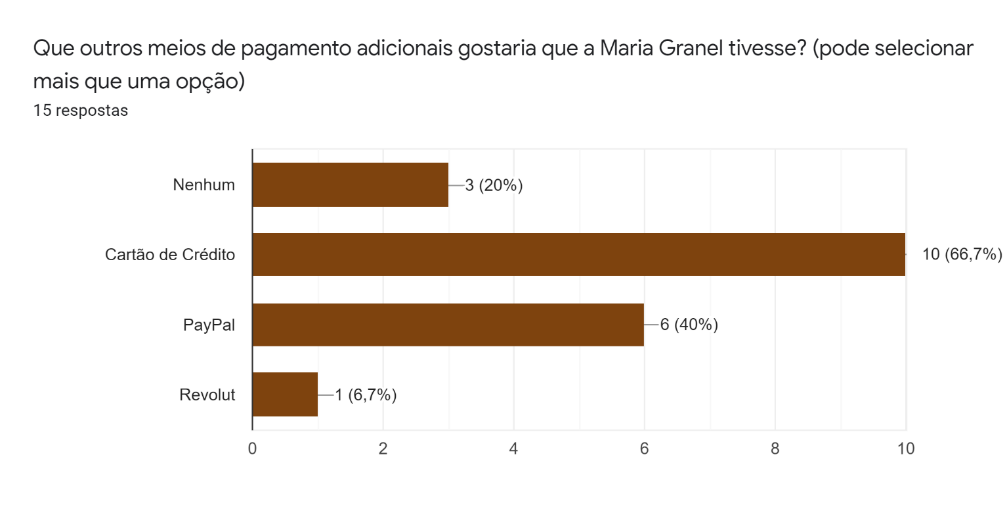 Que outros meios de pagamento adicionais gostaria que a Maria Granel tivesse? (pode selecionar
mais que uma opção)
15 respostas
Nenhum
3 (20%)
Cartão de Crédito
10 (66,7%)
PayPal
6 (40%)
Revolut
1 (6,7%)
0 2 4 6 8 10